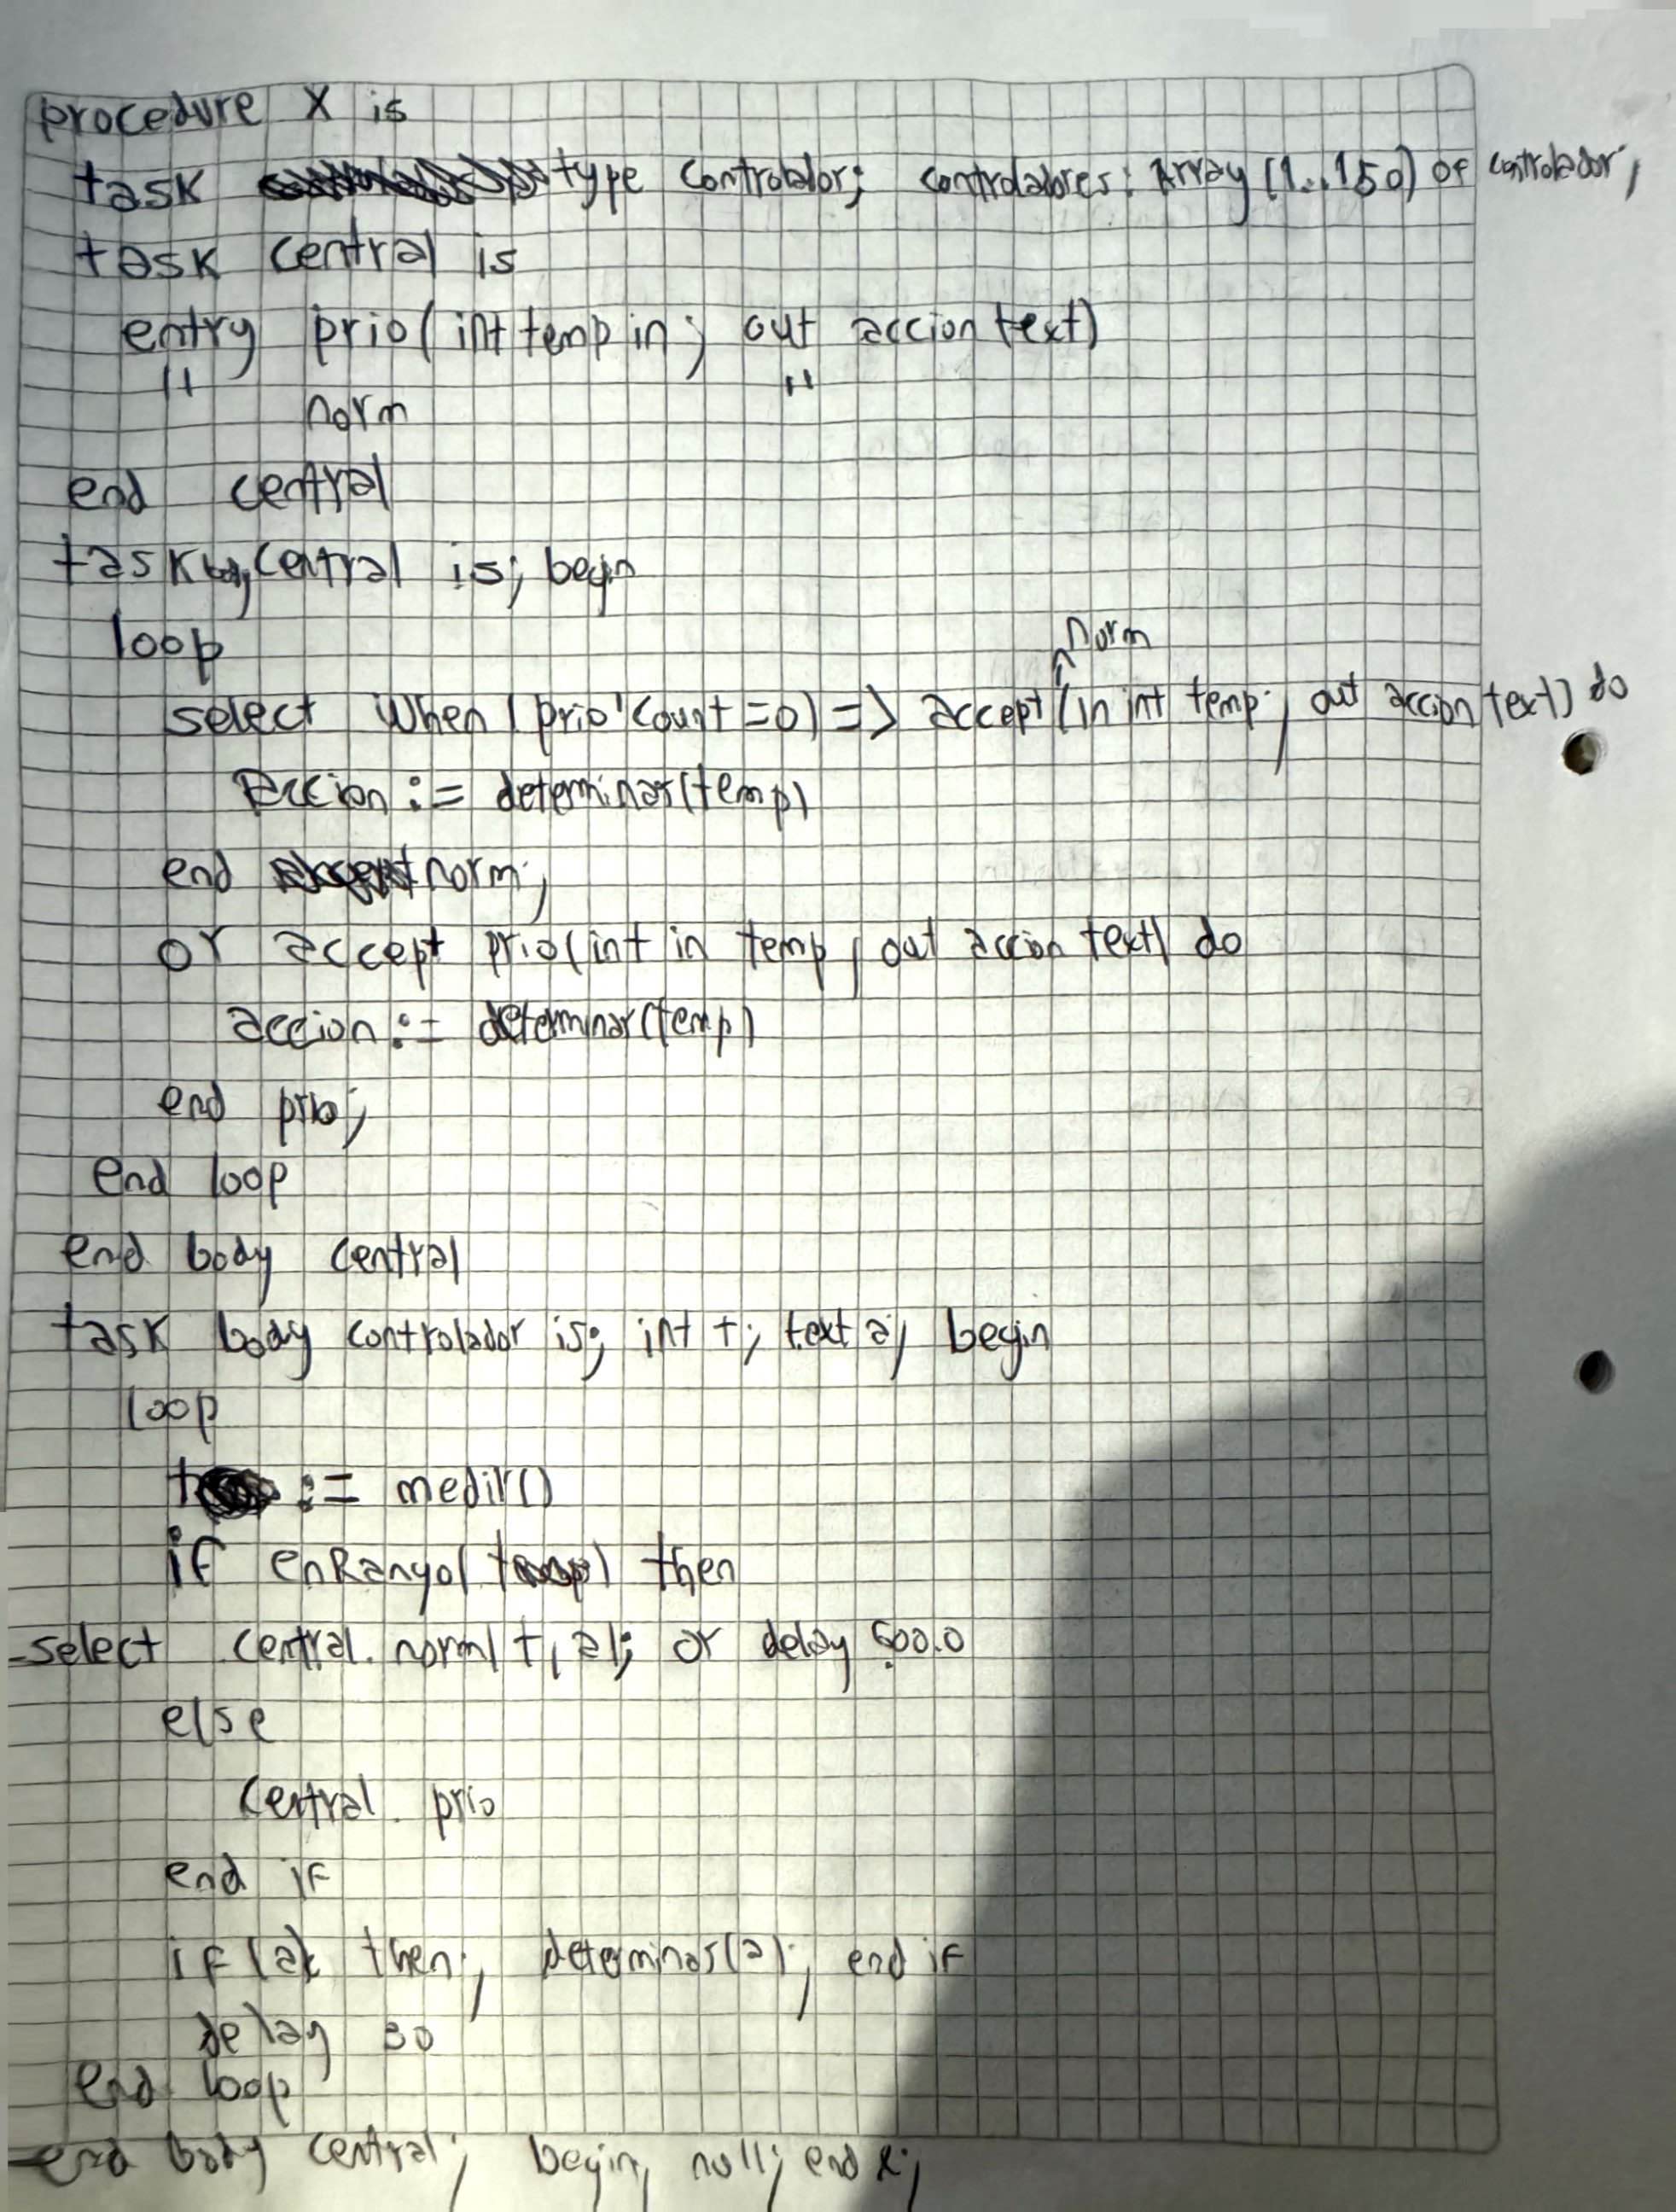 procedure X is
task type controlador; controladores: Array (1..150) of controlador;
task central is
entry prio(int temp in; out accion text)
" "
norm
end central
task body central is; begin
loop
norm
select when (prio'count=0) => accept (in int temp; out accion text) do
accion := determinar(temp)
end norm;
or accept prio(int in temp, out accion text) do
accion := determinar(temp)
end prio;
end loop
end body central
task body controlador is; int t; text a; begin
loop
t := medir()
if enRango( t ) then
select central.norm(t,a); or delay 600.0
else
central.prio
end if
if (a) then; determinar(a); end if
delay 30
end loop
end body central; begin, null; end x;